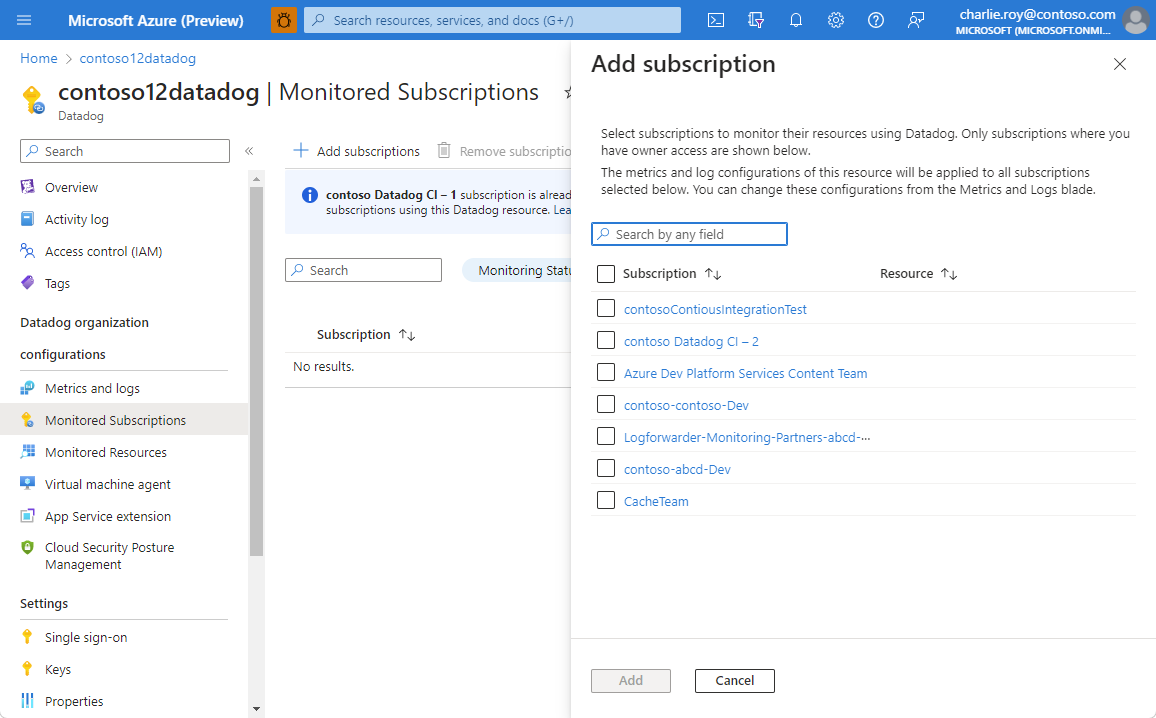 Microsoft Azure (Preview)
Search resources, services, and docs (G+/)
charlie.roy@contoso.com
MICROSOFT (MICROSOFT.ONMI...
Home > contoso12datadog
contoso12datadog | Monitored Subscriptions
Datadog
Search
«
Overview
Activity log
Access control (IAM)
Tags
Datadog organization
configurations
Metrics and logs
Monitored Subscriptions
Monitored Resources
Virtual machine agent
App Service extension
Cloud Security Posture
Management
Settings
Single sign-on
Keys
Properties
Add subscriptions
Remove subscriptio
contoso Datadog CI – 1 subscription is alread
subscriptions using this Datadog resource. Lea
Search
Monitoring Statu
Subscription ↑↓
No results.
Add subscription
Select subscriptions to monitor their resources using Datadog. Only subscriptions where you
have owner access are shown below.
The metrics and log configurations of this resource will be applied to all subscriptions
selected below. You can change these configurations from the Metrics and Logs blade.
Search by any field
Subscription ↑↓ Resource ↑↓
contosoContiousIntegrationTest
contoso Datadog CI – 2
Azure Dev Platform Services Content Team
contoso-contoso-Dev
Logforwarder-Monitoring-Partners-abcd-···
contoso-abcd-Dev
CacheTeam
Add
Cancel